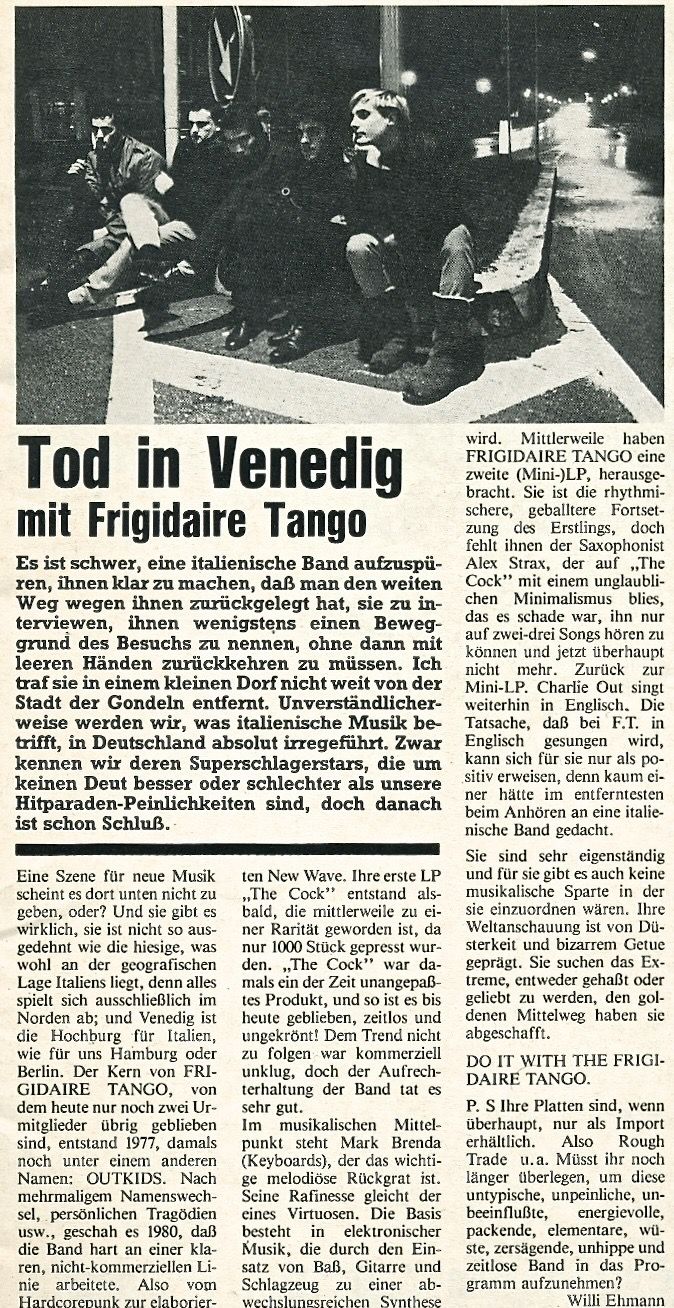 Tod in Venedig
mit Frigidaire Tango
Es ist schwer, eine italienische Band aufzuspü-
ren, ihnen klar zu machen, daß man den weiten
Weg wegen ihnen zurückgelegt hat, sie zu in-
terviewen, ihnen wenigstens einen Beweg-
grund des Besuchs zu nennen, ohne dann mit
leeren Händen zurückkehren zu müssen. Ich
traf sie in einem kleinen Dorf nicht weit von der
Stadt der Gondeln entfernt. Unverständlicher-
weise werden wir, was italienische Musik be-
trifft, in Deutschland absolut irregeführt. Zwar
kennen wir deren Superschlagerstars, die um
keinen Deut besser oder schlechter als unsere
Hitparaden-Peinlichkeiten sind, doch danach
ist schon Schluß.
Eine Szene für neue Musik
scheint es dort unten nicht zu
geben, oder? Und sie gibt es
wirklich, sie ist nicht so aus-
gedehnt wie die hiesige, was
wohl an der geografischen
Lage Italiens liegt, denn alles
spielt sich ausschließlich im
Norden ab; und Venedig ist
die Hochburg für Italien,
wie für uns Hamburg oder
Berlin. Der Kern von FRI-
GIDAIRE TANGO, von
dem heute nur noch zwei Ur-
mitglieder übrig geblieben
sind, entstand 1977, damals
noch unter einem anderen
Namen: OUTKIDS. Nach
mehrmaligem Namenswech-
sel, persönlichen Tragödien
usw., geschah es 1980, daß
die Band hart an einer kla-
ren, nicht-kommerziellen Li-
nie arbeitete. Also vom
Hardcorepunk zur elaborier-
ten New Wave. Ihre erste LP
„The Cock” entstand als-
bald, die mittlerweile zu ei-
ner Rarität geworden ist, da
nur 1000 Stück gepresst wur-
den. „The Cock” war da-
mals ein der Zeit unangepaß-
tes Produkt, und so ist es bis
heute geblieben, zeitlos und
ungekrönt! Dem Trend nicht
zu folgen war kommerziell
unklug, doch der Aufrech-
terhaltung der Band tat es
sehr gut.
Im musikalischen Mittel-
punkt steht Mark Brenda
(Keyboards), der das wichti-
ge melodiöse Rückgrat ist.
Seine Rafinesse gleicht der
eines Virtuosen. Die Basis
besteht in elektronischer
Musik, die durch den Ein-
satz von Baß, Gitarre und
Schlagzeug zu einer ab-
wechslungsreichen Synthese
wird. Mittlerweile haben
FRIGIDAIRE TANGO eine
zweite (Mini-)LP, herausge-
bracht. Sie ist die rhythmi-
schere, geballtere Fortset-
zung des Erstlings, doch
fehlt ihnen der Saxophonist
Alex Strax, der auf „The
Cock” mit einem unglaubli-
chen Minimalismus blies,
das es schade war, ihn nur
auf zwei-drei Songs hören zu
können und jetzt überhaupt
nicht mehr. Zurück zur
Mini-LP. Charlie Out singt
weiterhin in Englisch. Die
Tatsache, daß bei F.T. in
Englisch gesungen wird,
kann sich für sie nur als po-
sitiv erweisen, denn kaum ei-
ner hätte im entferntesten
beim Anhören an eine italie-
nische Band gedacht.
Sie sind sehr eigenständig
und für sie gibt es auch keine
musikalische Sparte in der
sie einzuordnen wären. Ihre
Weltanschauung ist von Dü-
sterkeit und bizarrem Getue
geprägt. Sie suchen das Ex-
treme, entweder gehaßt oder
geliebt zu werden, den gol-
denen Mittelweg haben sie
abgeschafft.
DO IT WITH THE FRIGI-
DAIRE TANGO.
P. S Ihre Platten sind, wenn
überhaupt, nur als Import
erhältlich. Also Rough
Trade u.a. Müsst ihr noch
länger überlegen, um diese
untypische, unpeinliche, un-
beeinflußte, energievolle,
packende, elementare, wü-
ste, zersägende, unhippe und
zeitlose Band in das Pro-
gramm aufzunehmen?
Willi Ehmann